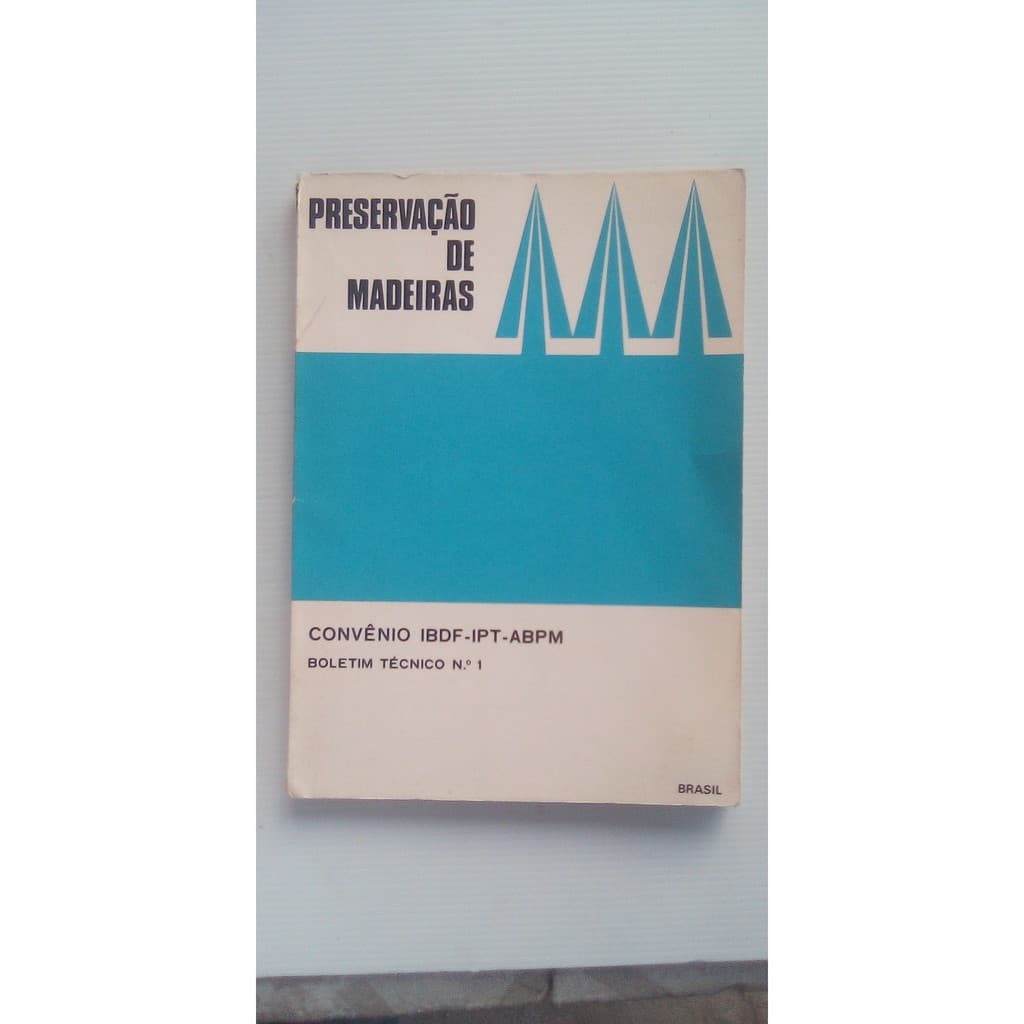 PRESERVAÇÃO
DE
MADEIRAS
CONVÊNIO IBDF-IPT-ABPM
BOLETIM TÉCNICO N.º 1
BRASIL